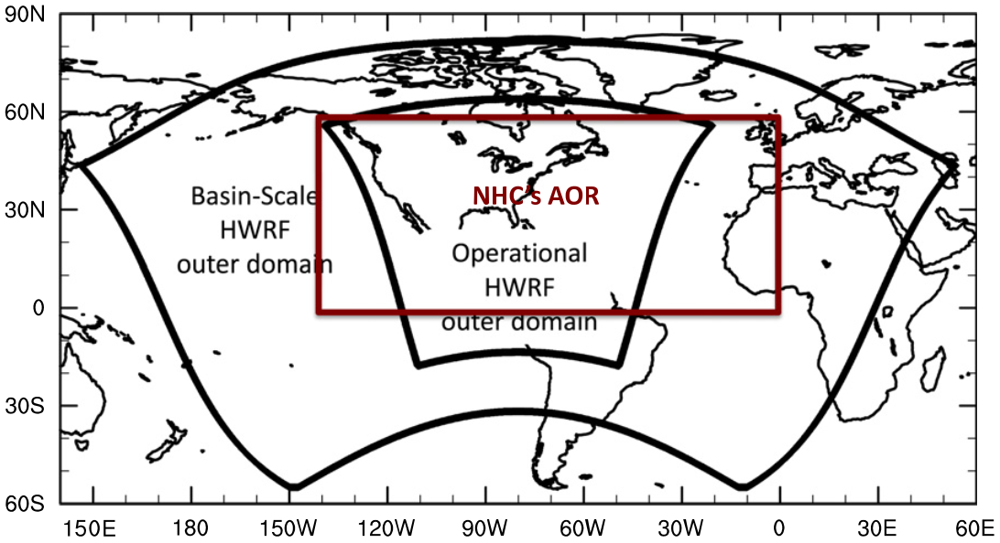 90N
60N
30N
0
30S
60S
Basin-Scale
HWRF
outer domain
NHC's AOR
Operational
HWRF
outer domain
150E 180 150W 120W 90W 60W 30W 0 30E 60E